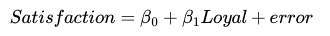 Satisfaction = β₀ + β₁Loyal + error